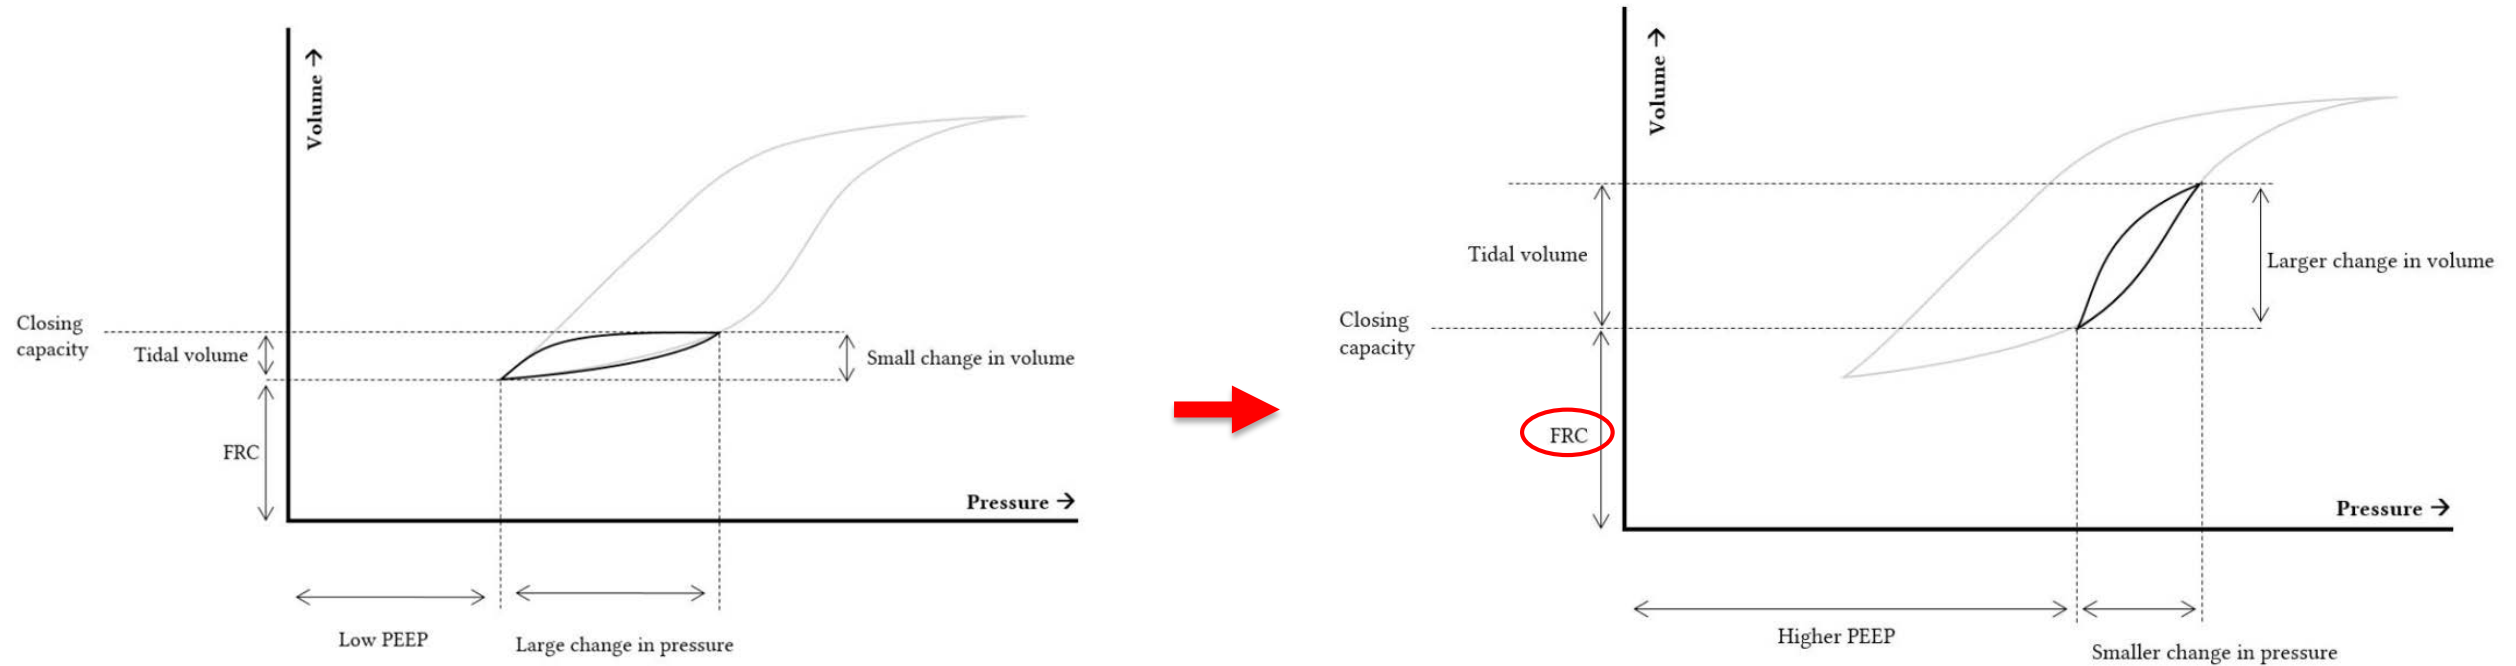 Volume →
Closing
capacity
Tidal volume
Small change in volume
FRC
Pressure →
Low PEEP
Large change in pressure
Volume →
Tidal volume
Larger change in volume
Closing
capacity
FRC
Pressure →
Higher PEEP
Smaller change in pressure